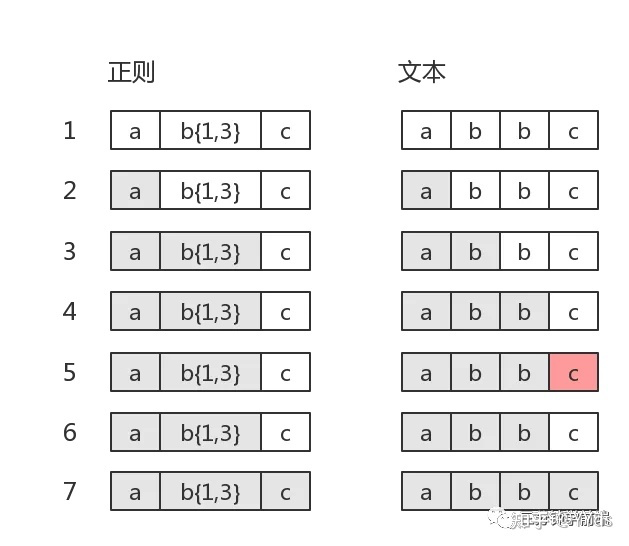 正则 文本
1 a b{1,3} c a b b c
2 a b{1,3} c a b b c
3 a b{1,3} c a b b c
4 a b{1,3} c a b b c
5 a b{1,3} c a b b c
6 a b{1,3} c a b b c
7 a b{1,3} c a b b c